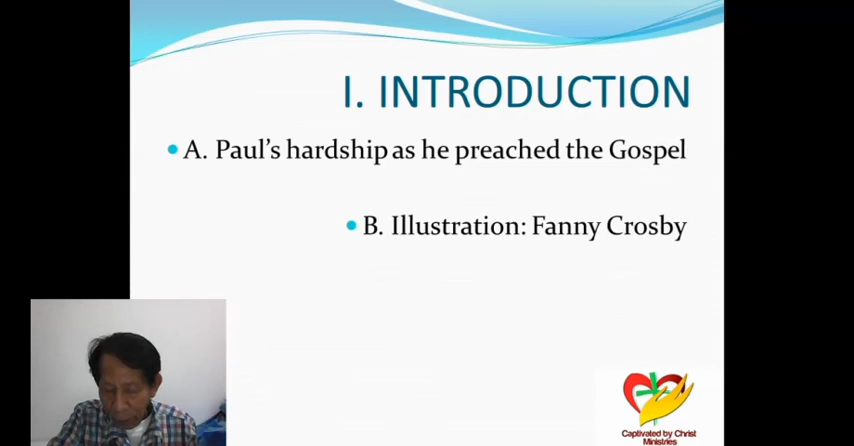 I. INTRODUCTION
A. Paul’s hardship as he preached the Gospel
B. Illustration: Fanny Crosby
Captivated by Christ
Ministries